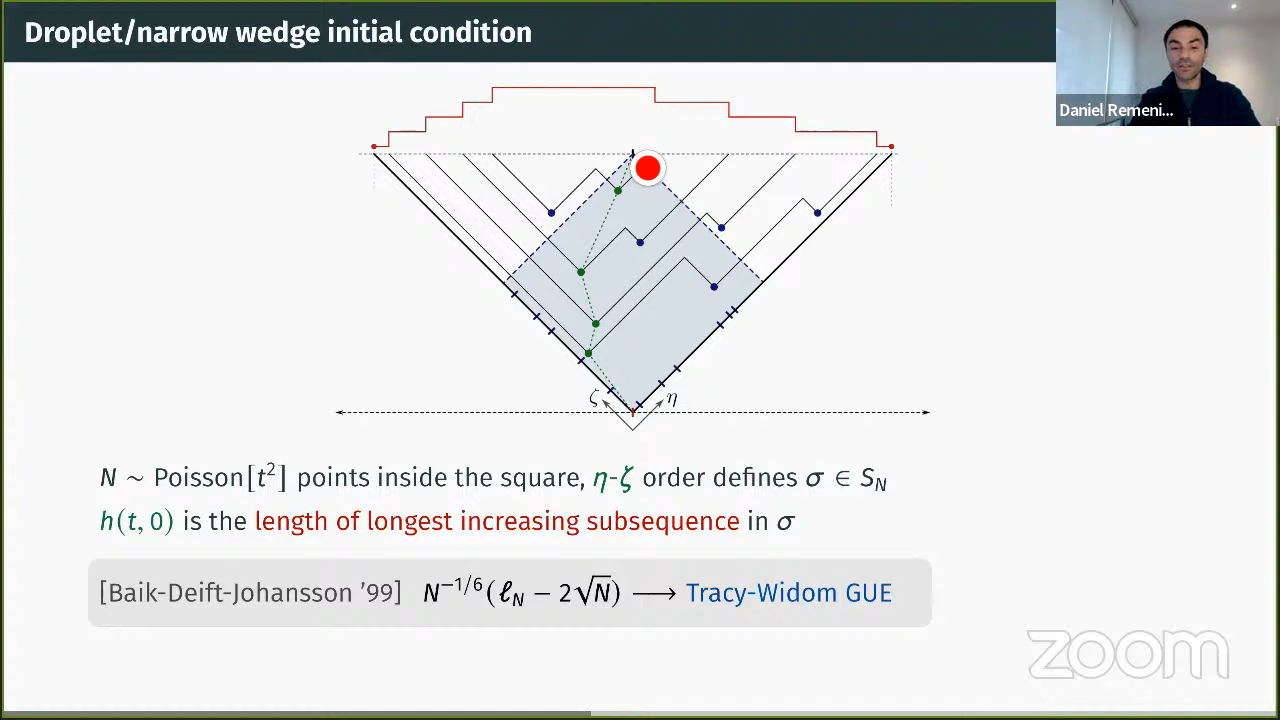 Droplet/narrow wedge initial condition
Daniel Remeni...
ζ η
N ∼ Poisson[t²] points inside the square, η-ζ order defines σ ∈ S_N
h(t, 0) is the length of longest increasing subsequence in σ
[Baik-Deift-Johansson ’99] N^{-1/6}(ℓ_N − 2√N) ⟶ Tracy-Widom GUE
zoom